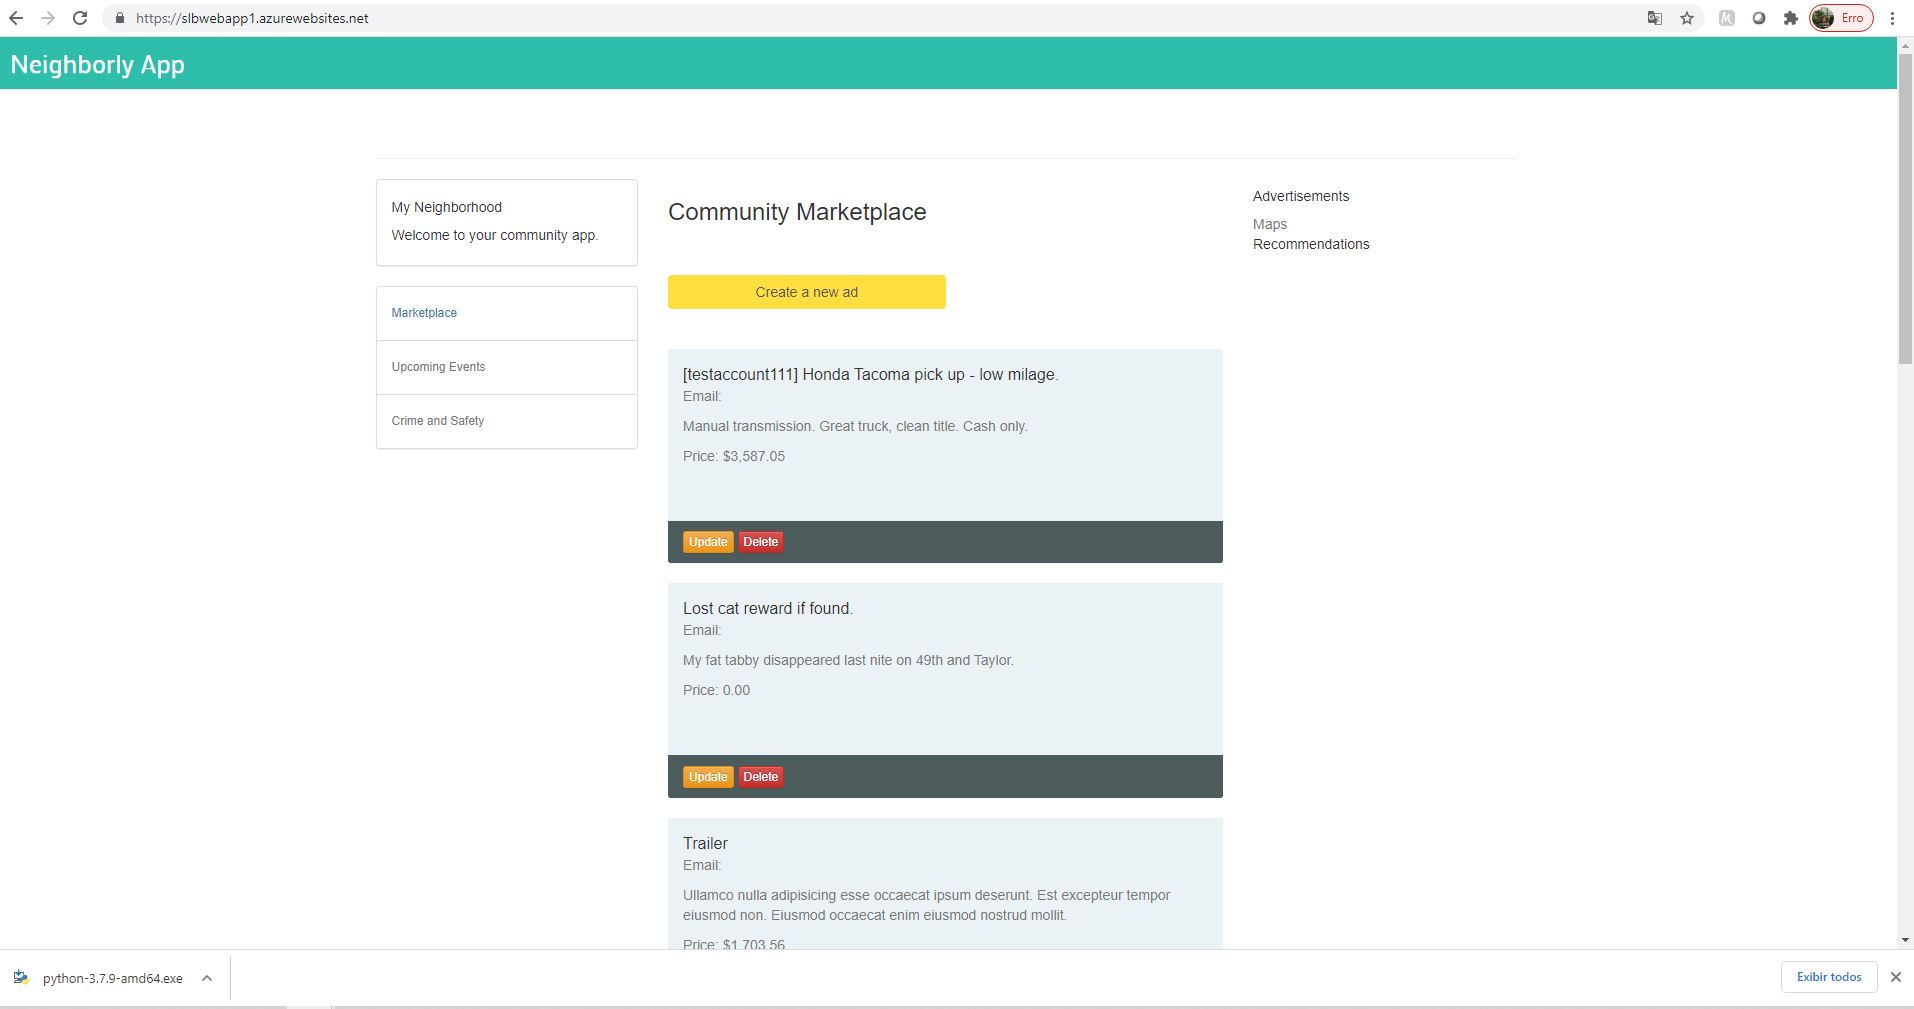 https://slbwebapp1.azurewebsites.net
Erro
Neighborly App
My Neighborhood
Welcome to your community app.
Marketplace
Upcoming Events
Crime and Safety
Community Marketplace
Create a new ad
[testaccount111] Honda Tacoma pick up - low milage.
Email:
Manual transmission. Great truck, clean title. Cash only.
Price: $3,587.05
Update Delete
Lost cat reward if found.
Email:
My fat tabby disappeared last nite on 49th and Taylor.
Price: 0.00
Update Delete
Trailer
Email:
Ullamco nulla adipisicing esse occaecat ipsum deserunt. Est excepteur tempor
eiusmod non. Eiusmod occaecat enim eiusmod nostrud mollit.
Price: $1,703.56
Advertisements
Maps
Recommendations
python-3.7.9-amd64.exe
Exibir todos